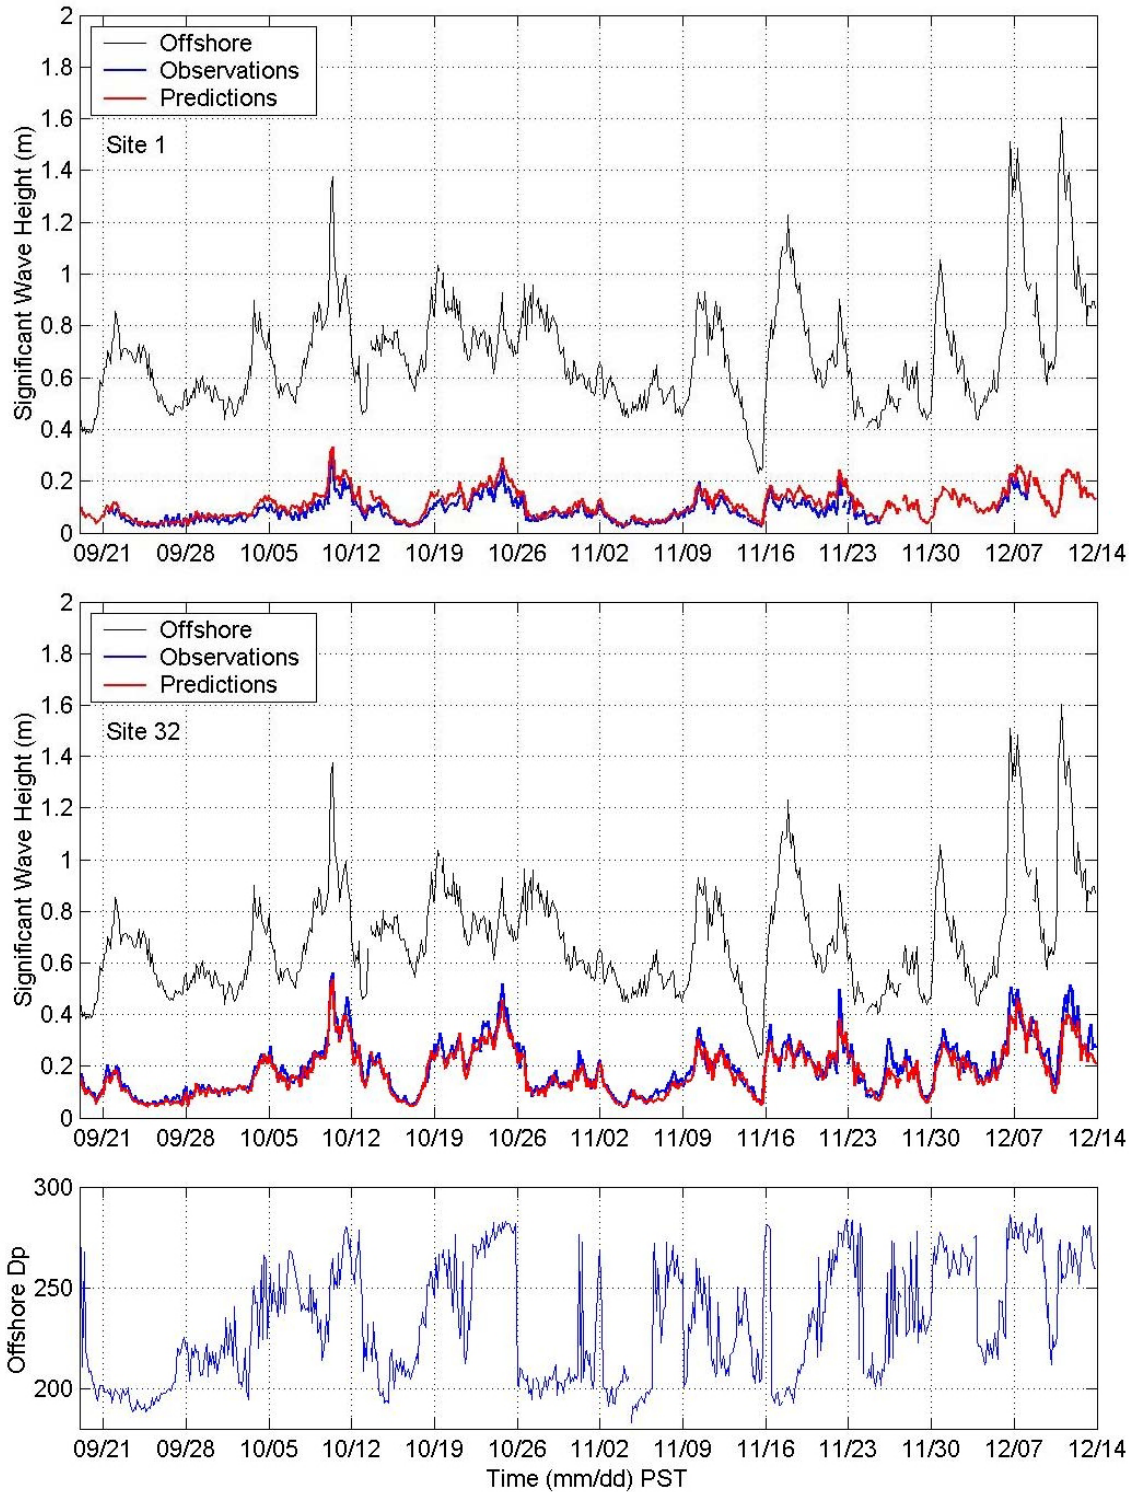 2
1.8
1.6
1.4
1.2
1
0.8
0.6
0.4
0.2
0
Significant Wave Height (m)
Offshore
Observations
Predictions
Site 1
09/21 09/28 10/05 10/12 10/19 10/26 11/02 11/09 11/16 11/23 11/30 12/07 12/14
2
1.8
1.6
1.4
1.2
1
0.8
0.6
0.4
0.2
0
Significant Wave Height (m)
Offshore
Observations
Predictions
Site 32
09/21 09/28 10/05 10/12 10/19 10/26 11/02 11/09 11/16 11/23 11/30 12/07 12/14
300
250
200
Offshore Dp
09/21 09/28 10/05 10/12 10/19 10/26 11/02 11/09 11/16 11/23 11/30 12/07 12/14
Time (mm/dd) PST